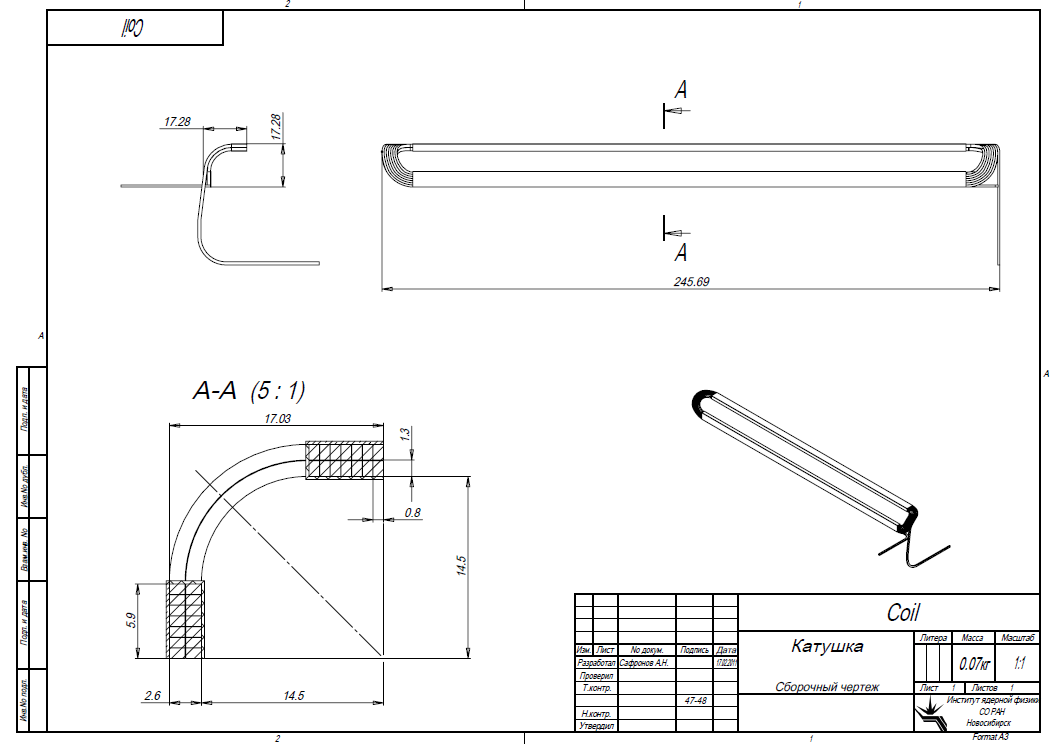 2
1
Coil
17.28
17.28
A
A
245.69
A
A
A-A (5 : 1)
17.03
1.3
0.8
14.5
5.9
2.6
14.5
Подп. и дата
Инв.No дубл.
Взам.инв. No
Подп. и дата
Инв.No подл.
Coil
Катушка
Литера Масса Масштаб
Изм. Лист No докум. Подпись Дата
0.07кг 1:1
Разработал Сафронов А.Н. 17.02.2011
Проверил
Т.контр.
Сборочный чертеж
Лист 1 Листов 1
47-48
Институт ядерной физики
СО РАН
Новосибирск
Н.контр.
Утвердил
2
1
Format A3